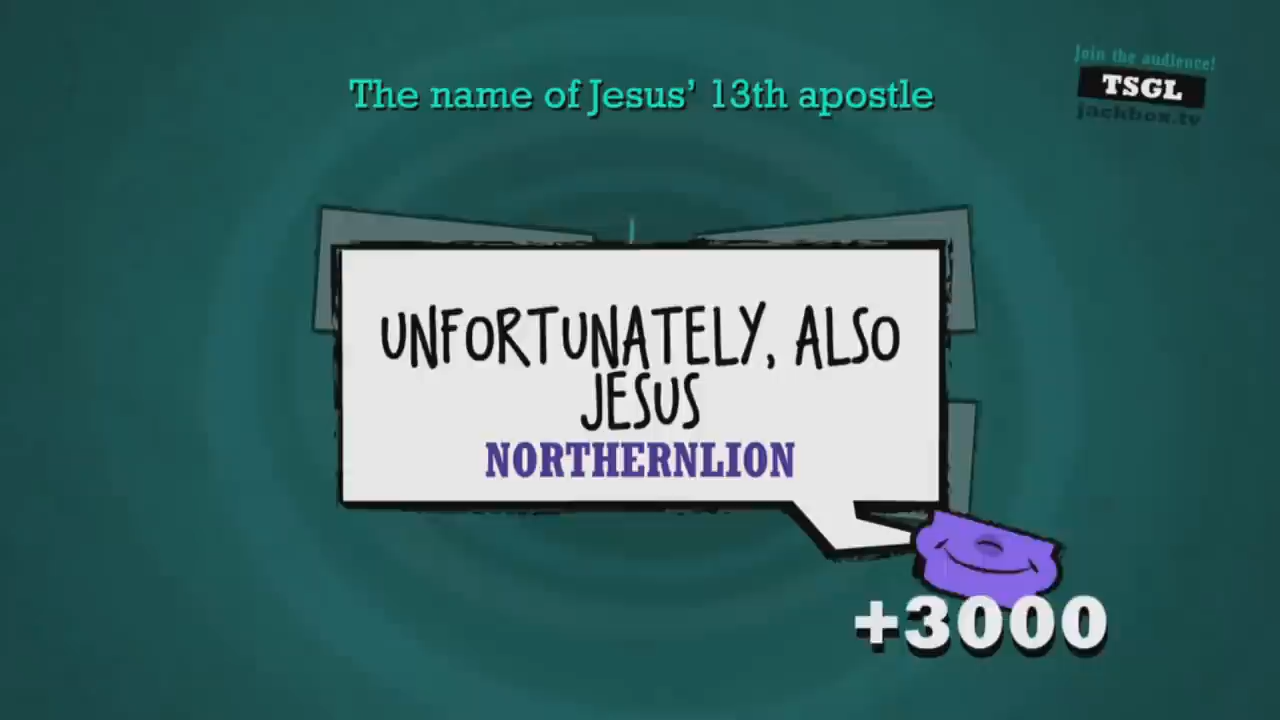 Join the audience!
TSGL
jackbox.tv
The name of Jesus’ 13th apostle
UNFORTUNATELY, ALSO
JESUS
NORTHERNLION
+3000